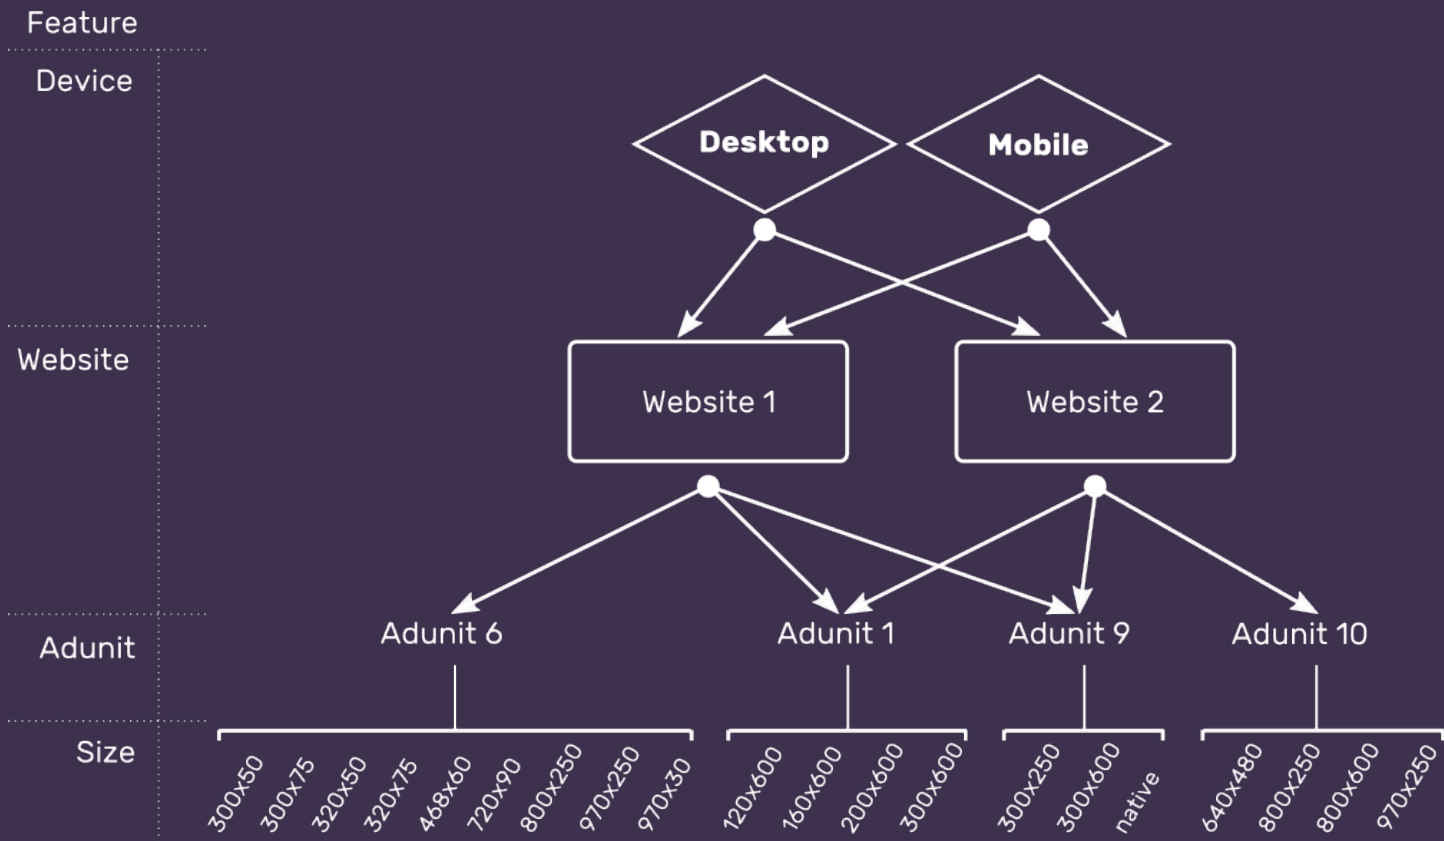 Feature
Device
Desktop
Mobile
Website
Website 1
Website 2
Adunit
Adunit 6
Adunit 1
Adunit 9
Adunit 10
Size
300x50
300x75
320x50
320x75
468x60
720x90
800x250
970x250
970x30
120x600
160x600
200x600
300x600
300x250
300x600
native
640x480
800x250
800x600
970x250